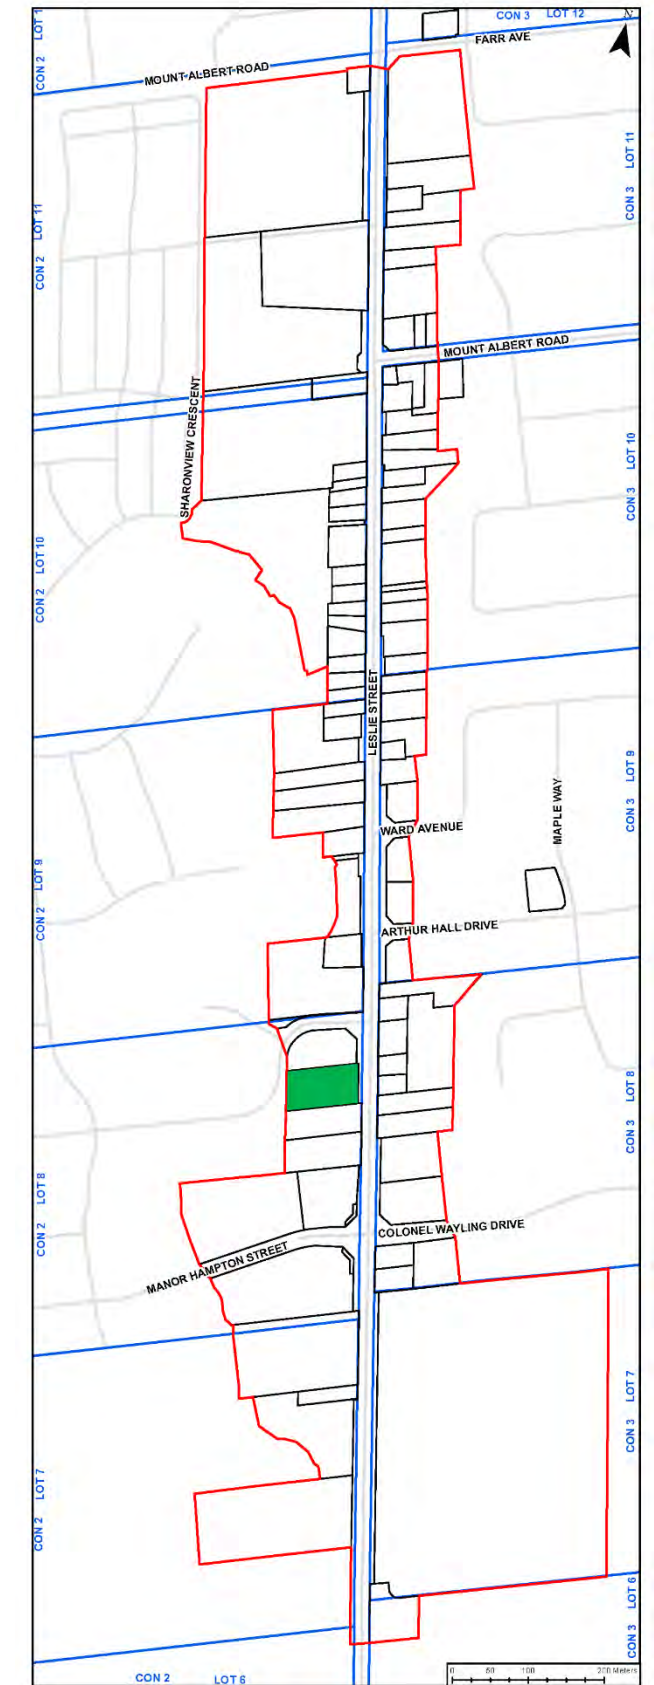 CON 3 LOT 12
N
FARR AVE
CON 2 LOT 1
MOUNT ALBERT ROAD
CON 3 LOT 11
CON 2 LOT 11
MOUNT ALBERT ROAD
SHARONVIEW CRESCENT
CON 3 LOT 10
CON 2 LOT 10
LESLIE STREET
CON 3 LOT 9
MAPLE WAY
WARD AVENUE
CON 2 LOT 9
ARTHUR HALL DRIVE
CON 3 LOT 8
CON 2 LOT 8
COLONEL WAYLING DRIVE
MANOR HAMPTON STREET
CON 3 LOT 7
CON 2 LOT 7
CON 3 LOT 6
CON 2 LOT 6
0 50 100 200 Meters